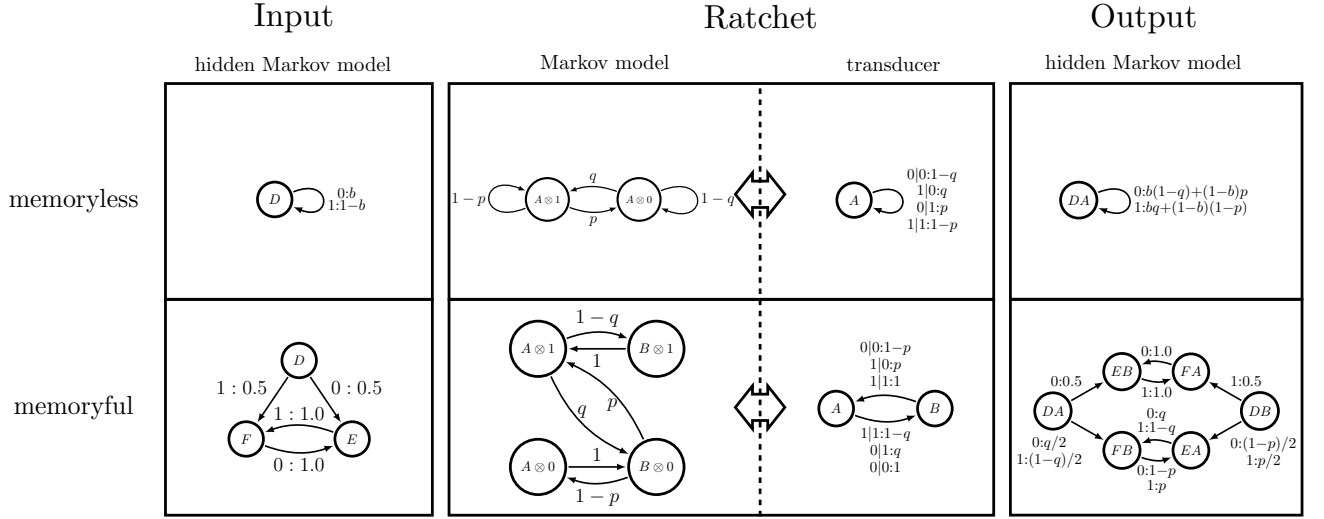 Input
Ratchet
Output
hidden Markov model
Markov model
transducer
hidden Markov model
memoryless
D
0:b
1:1−b
1 − p
A ⊗ 1
q
p
A ⊗ 0
1 − q
A
0|0:1−q
1|0:q
0|1:p
1|1:1−p
DA
0:b(1−q)+(1−b)p
1:bq+(1−b)(1−p)
memoryful
D
1 : 0.5
0 : 0.5
1 : 1.0
F
E
0 : 1.0
1 − q
A ⊗ 1
B ⊗ 1
1
q
p
1
A ⊗ 0
B ⊗ 0
1 − p
0|0:1−p
1|0:p
1|1:1
A
B
1|1:1−q
0|1:q
0|0:1
0:1.0
EB
FA
1:1.0
0:0.5
1:0.5
DA
DB
0:q
1:1−q
0:q/2
1:(1−q)/2
FB
EA
0:(1−p)/2
1:p/2
0:1−p
1:p